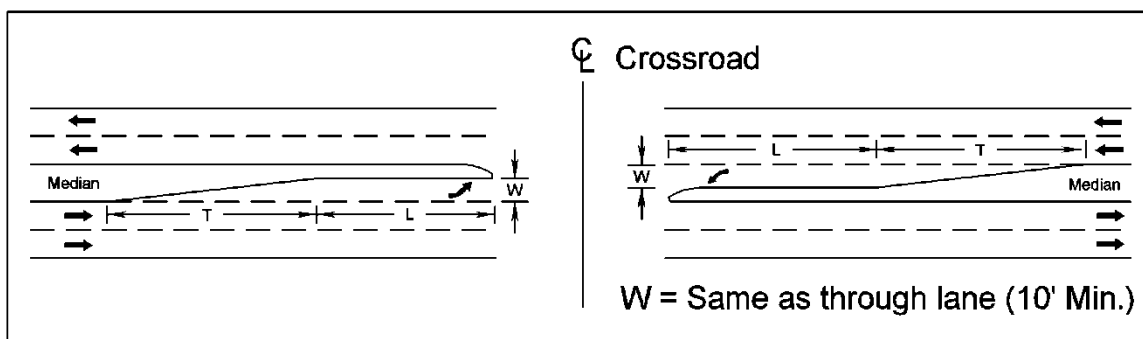 ℄ Crossroad
L T
W
W
Median
Median
T L
W = Same as through lane (10' Min.)